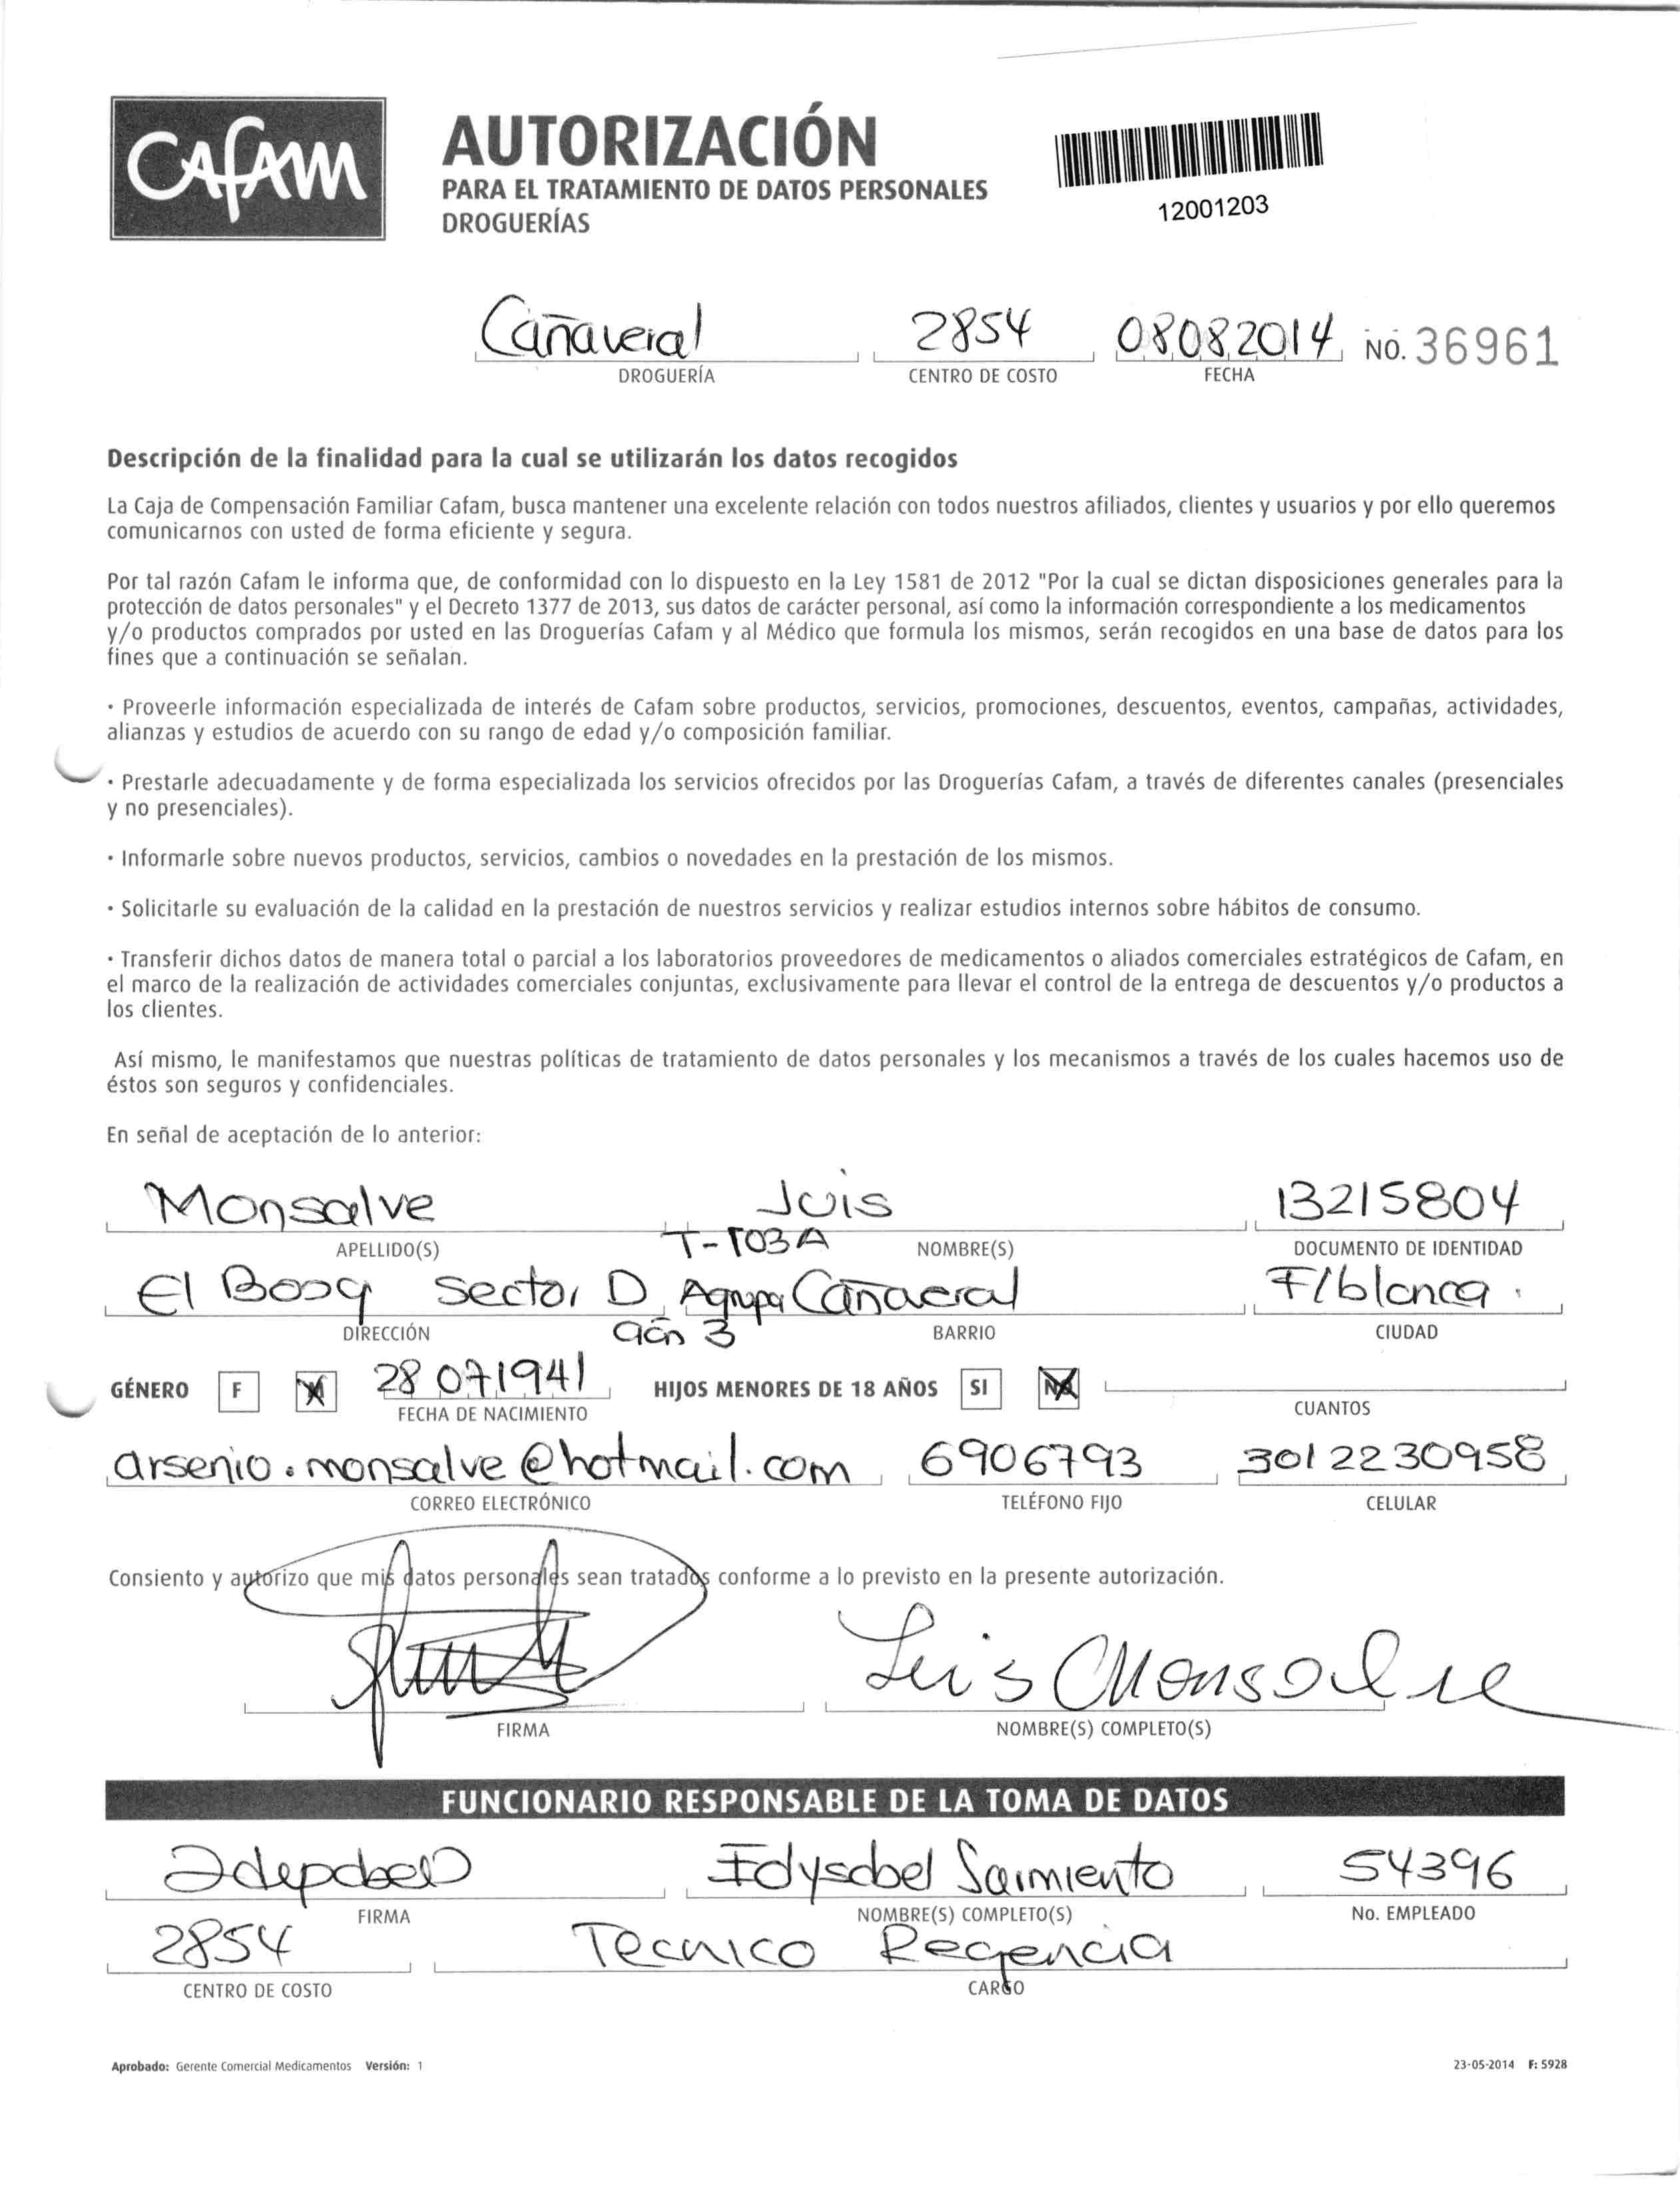 CAFAM
AUTORIZACIÓN
PARA EL TRATAMIENTO DE DATOS PERSONALES
DROGUERÍAS
12001203
Cañaveral 2854 08082014 NO. 36961
DROGUERÍA CENTRO DE COSTO FECHA
Descripción de la finalidad para la cual se utilizarán los datos recogidos
La Caja de Compensación Familiar Cafam, busca mantener una excelente relación con todos nuestros afiliados, clientes y usuarios y por ello queremos
comunicarnos con usted de forma eficiente y segura.
Por tal razón Cafam le informa que, de conformidad con lo dispuesto en la Ley 1581 de 2012 "Por la cual se dictan disposiciones generales para la
protección de datos personales" y el Decreto 1377 de 2013, sus datos de carácter personal, así como la información correspondiente a los medicamentos
y/o productos comprados por usted en las Droguerías Cafam y al Médico que formula los mismos, serán recogidos en una base de datos para los
fines que a continuación se señalan.
· Proveerle información especializada de interés de Cafam sobre productos, servicios, promociones, descuentos, eventos, campañas, actividades,
alianzas y estudios de acuerdo con su rango de edad y/o composición familiar.
· Prestarle adecuadamente y de forma especializada los servicios ofrecidos por las Droguerías Cafam, a través de diferentes canales (presenciales
y no presenciales).
· Informarle sobre nuevos productos, servicios, cambios o novedades en la prestación de los mismos.
· Solicitarle su evaluación de la calidad en la prestación de nuestros servicios y realizar estudios internos sobre hábitos de consumo.
· Transferir dichos datos de manera total o parcial a los laboratorios proveedores de medicamentos o aliados comerciales estratégicos de Cafam, en
el marco de la realización de actividades comerciales conjuntas, exclusivamente para llevar el control de la entrega de descuentos y/o productos a
los clientes.
Así mismo, le manifestamos que nuestras políticas de tratamiento de datos personales y los mecanismos a través de los cuales hacemos uso de
éstos son seguros y confidenciales.
En señal de aceptación de lo anterior:
Monsalve Luis 13215804
APELLIDO(S) T-103A NOMBRE(S) DOCUMENTO DE IDENTIDAD
El Bosq Sector D Agrupa Cañaveral F/blanca.
DIRECCIÓN ción 3 BARRIO CIUDAD
GÉNERO F M 28 071941 HIJOS MENORES DE 18 AÑOS SI NO
FECHA DE NACIMIENTO CUANTOS
arsenio.monsalve@hotmail.com 6906793 3012230958
CORREO ELECTRÓNICO TELÉFONO FIJO CELULAR
Consiento y autorizo que mis datos personales sean tratados conforme a lo previsto en la presente autorización.
Luis Monsalve
FIRMA NOMBRE(S) COMPLETO(S)
FUNCIONARIO RESPONSABLE DE LA TOMA DE DATOS
Idysabel Sarmiento 54396
FIRMA NOMBRE(S) COMPLETO(S) No. EMPLEADO
2854 Tecnico Regencia
CENTRO DE COSTO CARGO
Aprobado: Gerente Comercial Medicamentos Versión: 1 23-05-2014 F: 5928